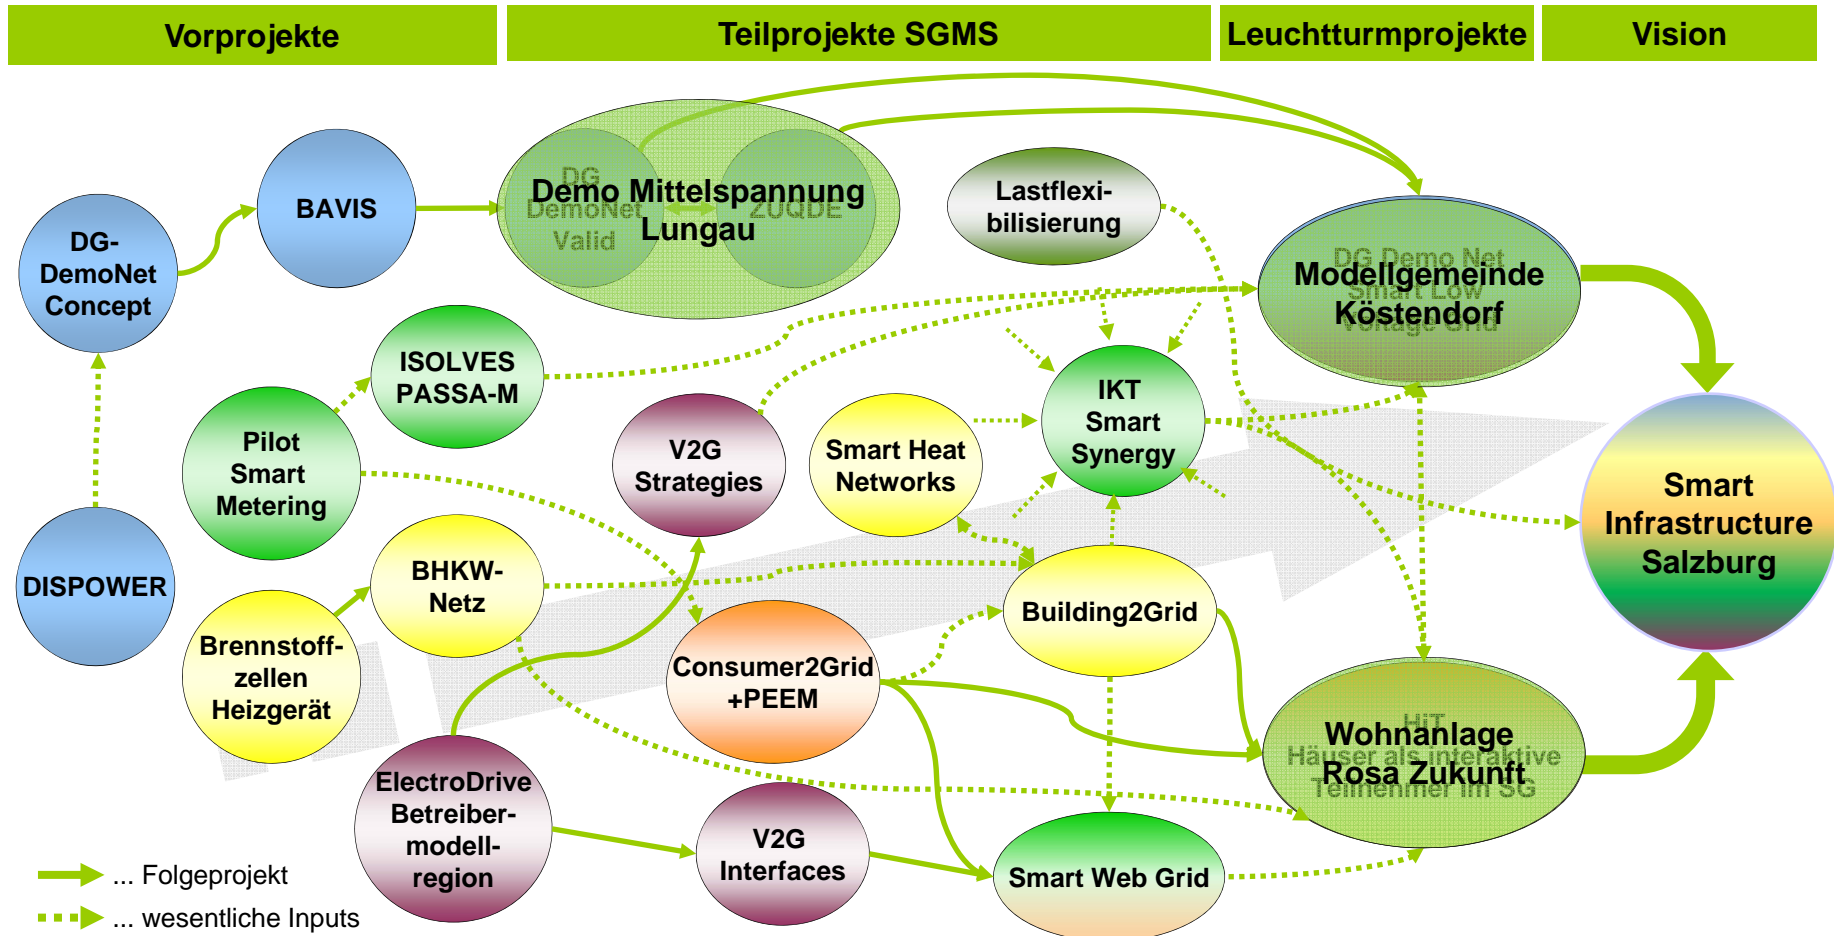 Vorprojekte
Teilprojekte SGMS
Leuchtturmprojekte
Vision
DG-
DemoNet
Concept
BAVIS
DG
DemoNet
Valid
ZUQDE
Demo Mittelspannung
Lungau
Lastflexi-
bilisierung
DG Demo Net
Smart Low
Voltage Grid
Modellgemeinde
Köstendorf
ISOLVES
PASSA-M
Pilot
Smart
Metering
V2G
Strategies
Smart Heat
Networks
IKT
Smart
Synergy
Smart
Infrastructure
Salzburg
DISPOWER
BHKW-
Netz
Brennstoff-
zellen
Heizgerät
Building2Grid
Consumer2Grid
+PEEM
HiT
Häuser als interaktive
Teilnehmer im SG
Wohnanlage
Rosa Zukunft
ElectroDrive
Betreiber-
modell-
region
V2G
Interfaces
Smart Web Grid
... Folgeprojekt
... wesentliche Inputs